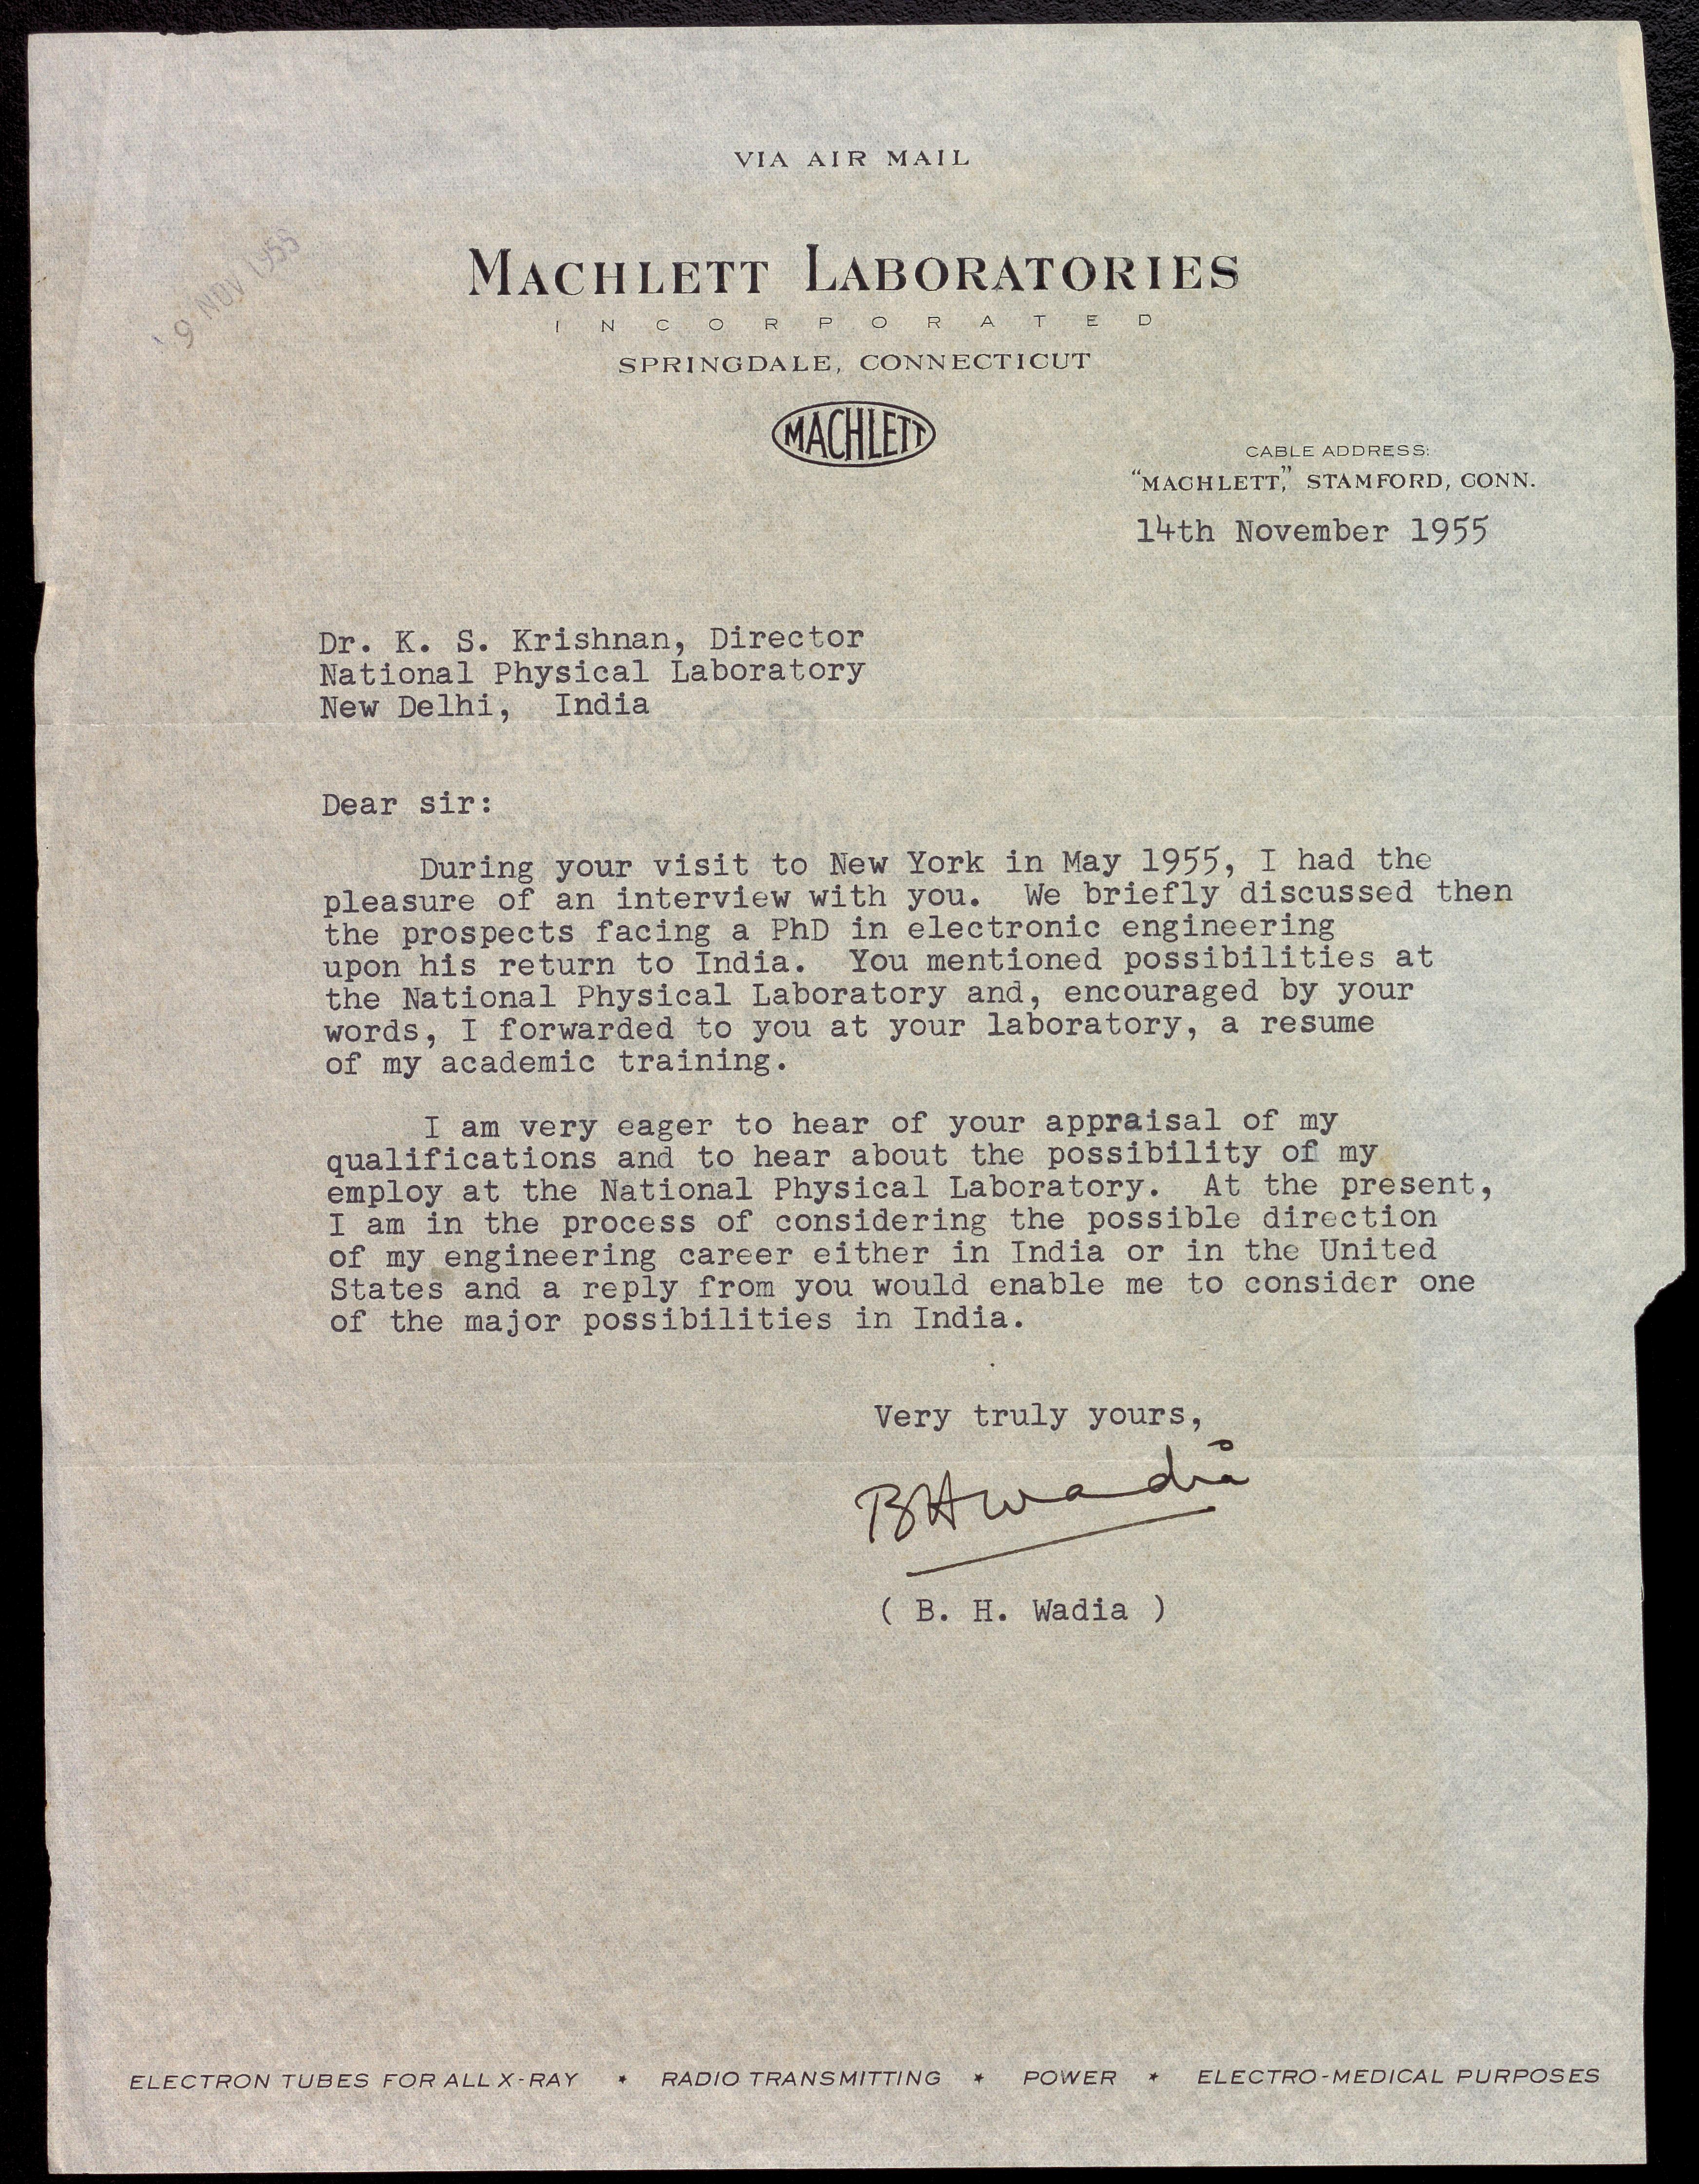 VIA AIR MAIL
MACHLETT LABORATORIES
INCORPORATED
SPRINGDALE, CONNECTICUT
MACHLETT
CABLE ADDRESS:
"MACHLETT," STAMFORD, CONN.
9 NOV 1955
14th November 1955
Dr. K. S. Krishnan, Director
National Physical Laboratory
New Delhi, India
Dear sir:
During your visit to New York in May 1955, I had the
pleasure of an interview with you. We briefly discussed then
the prospects facing a PhD in electronic engineering
upon his return to India. You mentioned possibilities at
the National Physical Laboratory and, encouraged by your
words, I forwarded to you at your laboratory, a resume
of my academic training.
I am very eager to hear of your appraisal of my
qualifications and to hear about the possibility of my
employ at the National Physical Laboratory. At the present,
I am in the process of considering the possible direction
of my engineering career either in India or in the United
States and a reply from you would enable me to consider one
of the major possibilities in India.
Very truly yours,
BHWadia
( B. H. Wadia )
ELECTRON TUBES FOR ALL X-RAY ★ RADIO TRANSMITTING ★ POWER ★ ELECTRO-MEDICAL PURPOSES